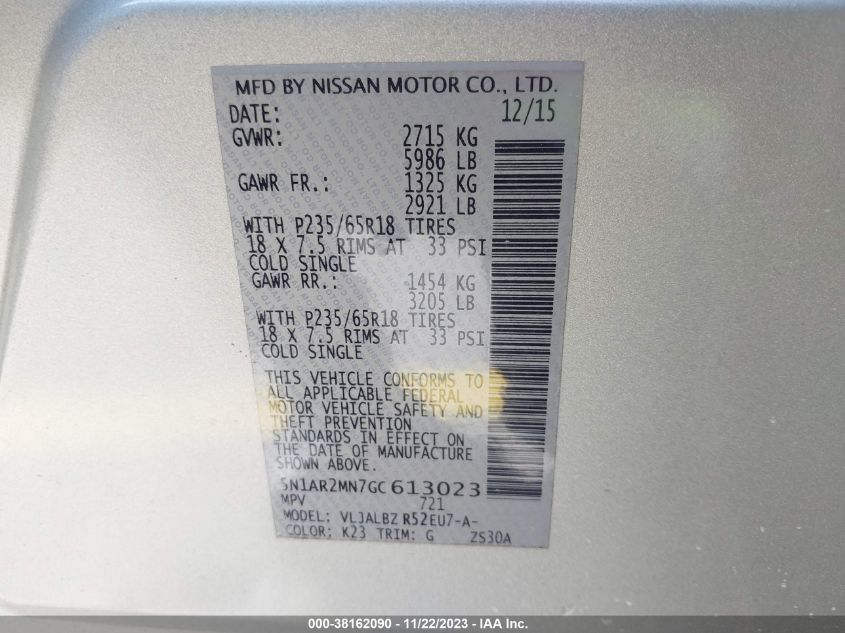 MFD BY NISSAN MOTOR CO., LTD.
DATE: 12/15
GVWR: 2715 KG
5986 LB
GAWR FR.: 1325 KG
2921 LB
WITH P235/65R18 TIRES
18 X 7.5 RIMS AT 33 PSI
COLD SINGLE
GAWR RR.: 1454 KG
3205 LB
WITH P235/65R18 TIRES
18 X 7.5 RIMS AT 33 PSI
COLD SINGLE
THIS VEHICLE CONFORMS TO
ALL APPLICABLE FEDERAL
MOTOR VEHICLE SAFETY AND
THEFT PREVENTION
STANDARDS IN EFFECT ON
THE DATE OF MANUFACTURE
SHOWN ABOVE.
5N1AR2MN7GC613023
MPV 721
MODEL: VLJALBZ R52EU7-A-
COLOR: K23 TRIM: G ZS30A
000-38162090 - 11/22/2023 - IAA Inc.